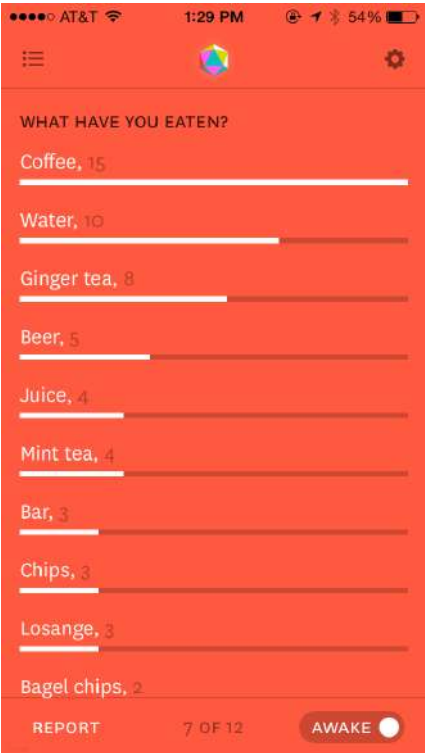 AT&T 1:29 PM 54%
WHAT HAVE YOU EATEN?
Coffee, 15
Water, 10
Ginger tea, 8
Beer, 5
Juice, 4
Mint tea, 4
Bar, 3
Chips, 3
Losange, 3
Bagel chips, 2
REPORT 7 OF 12 AWAKE